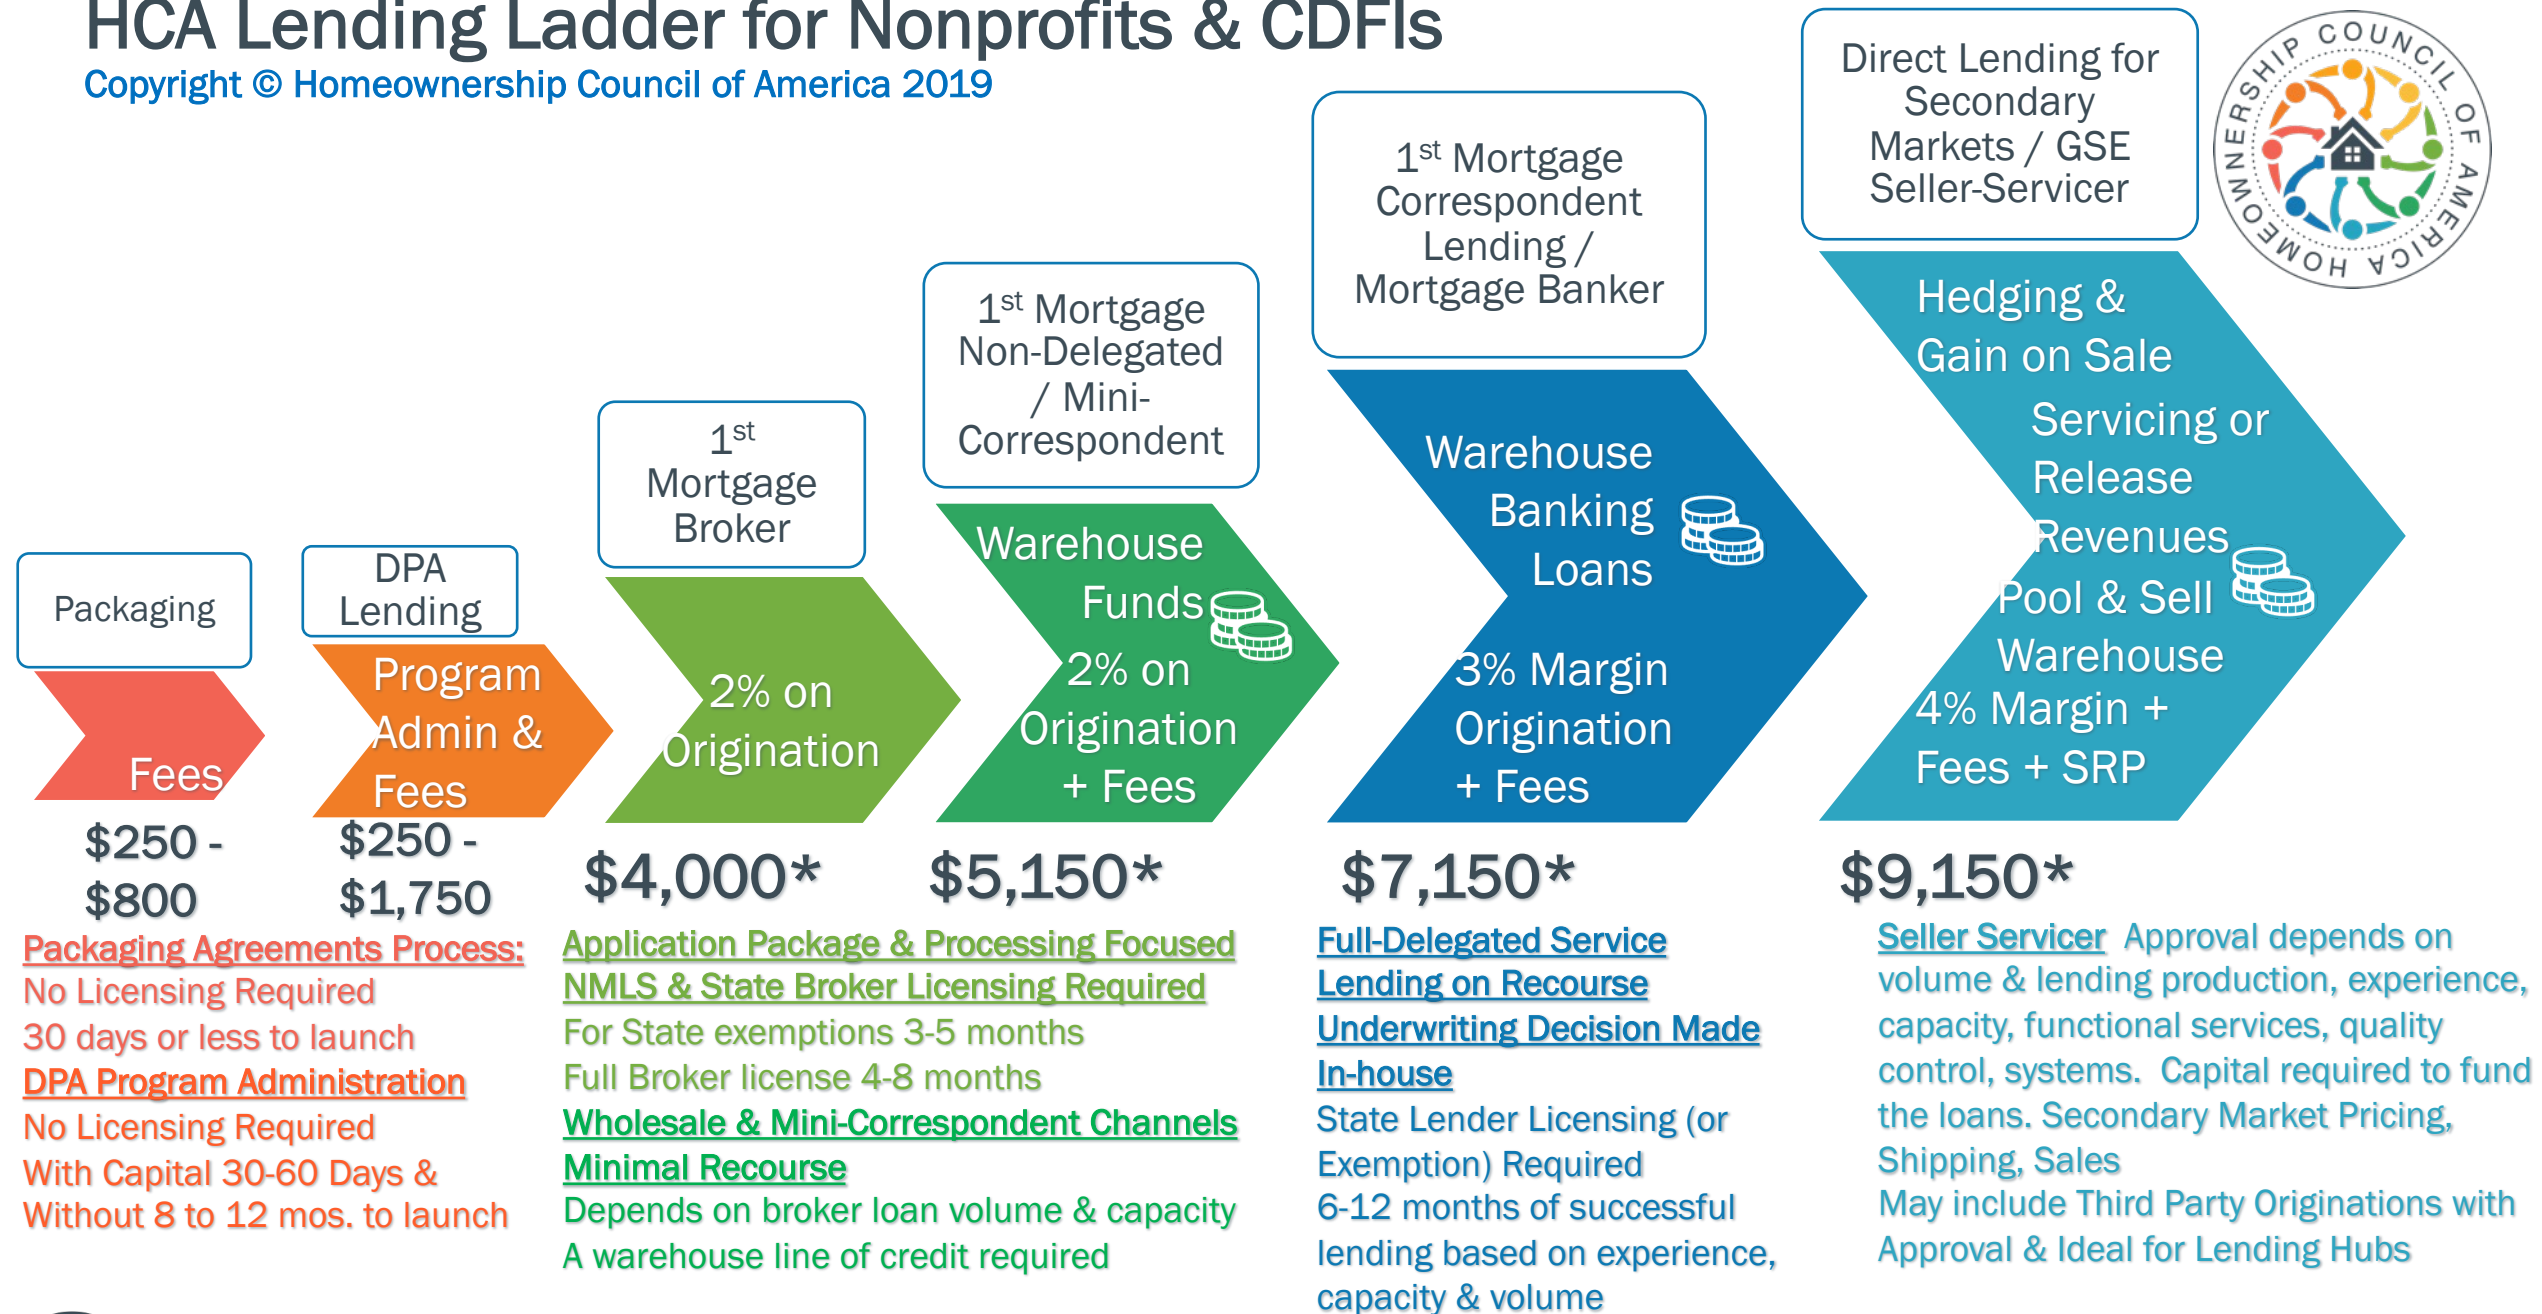 HCA Lending Ladder for Nonprofits & CDFIs
Copyright © Homeownership Council of America 2019
HOMEOWNERSHIP COUNCIL OF AMERICA
Packaging
Fees
$250 -
$800
DPA
Lending
Program
Admin &
Fees
$250 -
$1,750
1st
Mortgage
Broker
2% on
Origination
$4,000*
1st Mortgage
Non-Delegated
/ Mini-
Correspondent
Warehouse
Funds
2% on
Origination
+ Fees
$5,150*
1st Mortgage
Correspondent
Lending /
Mortgage Banker
Warehouse
Banking
Loans
3% Margin
Origination
+ Fees
$7,150*
Direct Lending for
Secondary
Markets / GSE
Seller-Servicer
Hedging &
Gain on Sale
Servicing or
Release
Revenues
Pool & Sell
Warehouse
4% Margin +
Fees + SRP
$9,150*
Packaging Agreements Process:
No Licensing Required
30 days or less to launch
DPA Program Administration
No Licensing Required
With Capital 30-60 Days &
Without 8 to 12 mos. to launch
Application Package & Processing Focused
NMLS & State Broker Licensing Required
For State exemptions 3-5 months
Full Broker license 4-8 months
Wholesale & Mini-Correspondent Channels
Minimal Recourse
Depends on broker loan volume & capacity
A warehouse line of credit required
Full-Delegated Service
Lending on Recourse
Underwriting Decision Made
In-house
State Lender Licensing (or
Exemption) Required
6-12 months of successful
lending based on experience,
capacity & volume
Seller Servicer Approval depends on
volume & lending production, experience,
capacity, functional services, quality
control, systems. Capital required to fund
the loans. Secondary Market Pricing,
Shipping, Sales
May include Third Party Originations with
Approval & Ideal for Lending Hubs